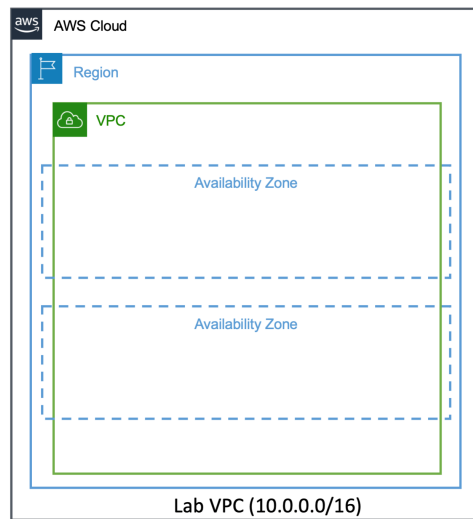 aws
AWS Cloud
Region
VPC
Availability Zone
Availability Zone
Lab VPC (10.0.0.0/16)